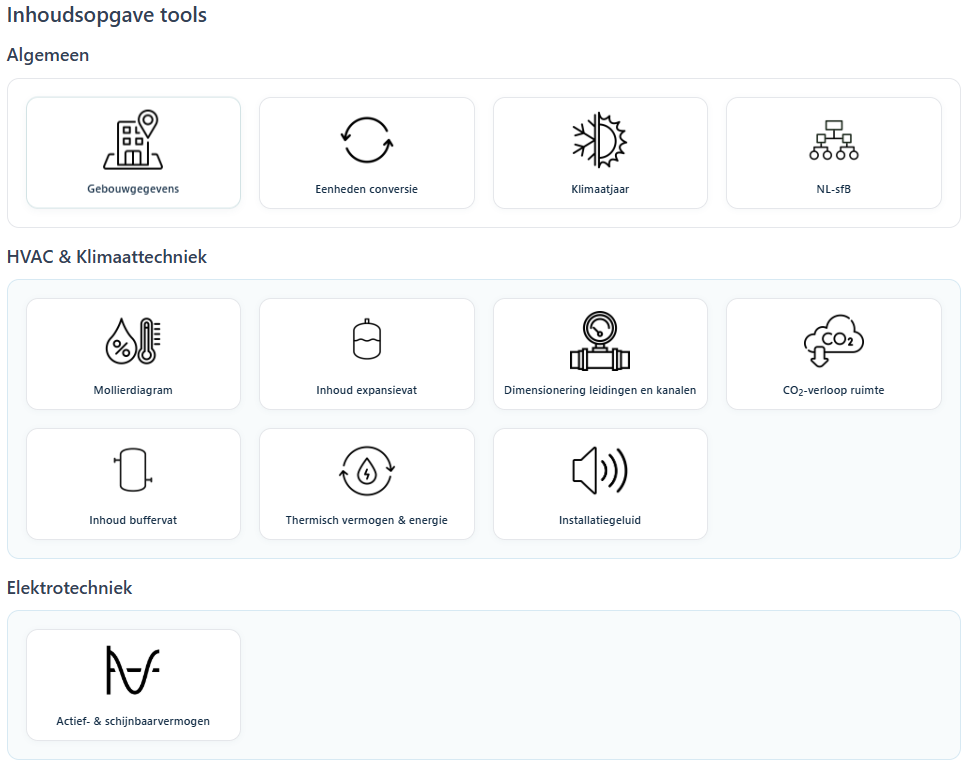 Inhoudsopgave tools
Algemeen
Gebouwgegevens
Eenheden conversie
Klimaatjaar
NL-sfB
HVAC & Klimaattechniek
%
CO₂
Mollierdiagram
Inhoud expansievat
Dimensionering leidingen en kanalen
CO₂-verloop ruimte
Inhoud buffervat
Thermisch vermogen & energie
Installatiegeluid
Elektrotechniek
Actief- & schijnbaarvermogen